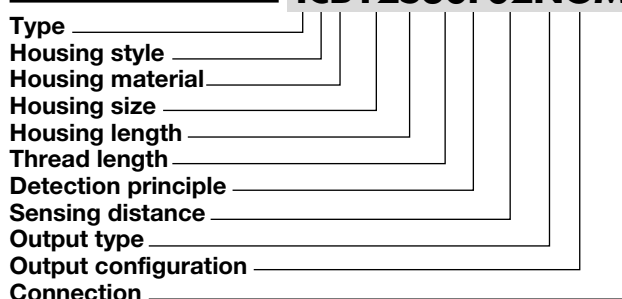 Type
Housing style
Housing material
Housing size
Housing length
Thread length
Detection principle
Sensing distance
Output type
Output configuration
Connection